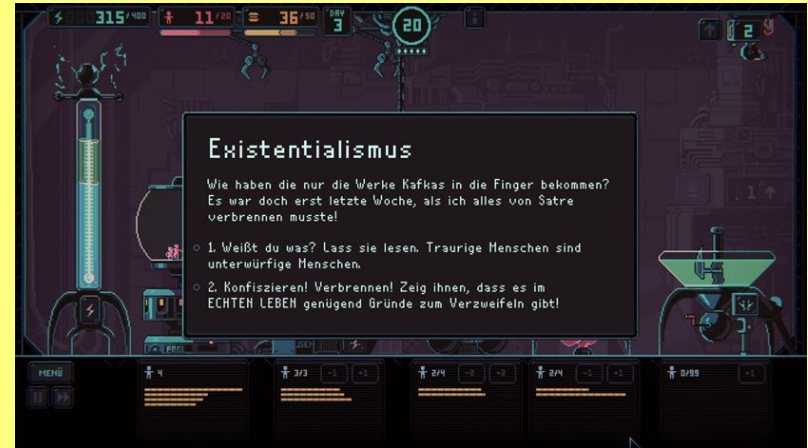 315/400 11/20 36/50 DAY 3 20 2
Existentialismus
Wie haben die nur die Werke Kafkas in die Finger bekommen?
Es war doch erst letzte Woche, als ich alles von Satre
verbrennen musste!
1. Weißt du was? Lass sie lesen. Traurige Menschen sind
unterwürfige Menschen.
2. Konfiszieren! Verbrennen! Zeig ihnen, dass es im
ECHTEN LEBEN genügend Gründe zum Verzweifeln gibt!
1
MENÜ 4 3/3 -1 +1 2/4 -2 +2 2/4 -1 +1 0/99 +1